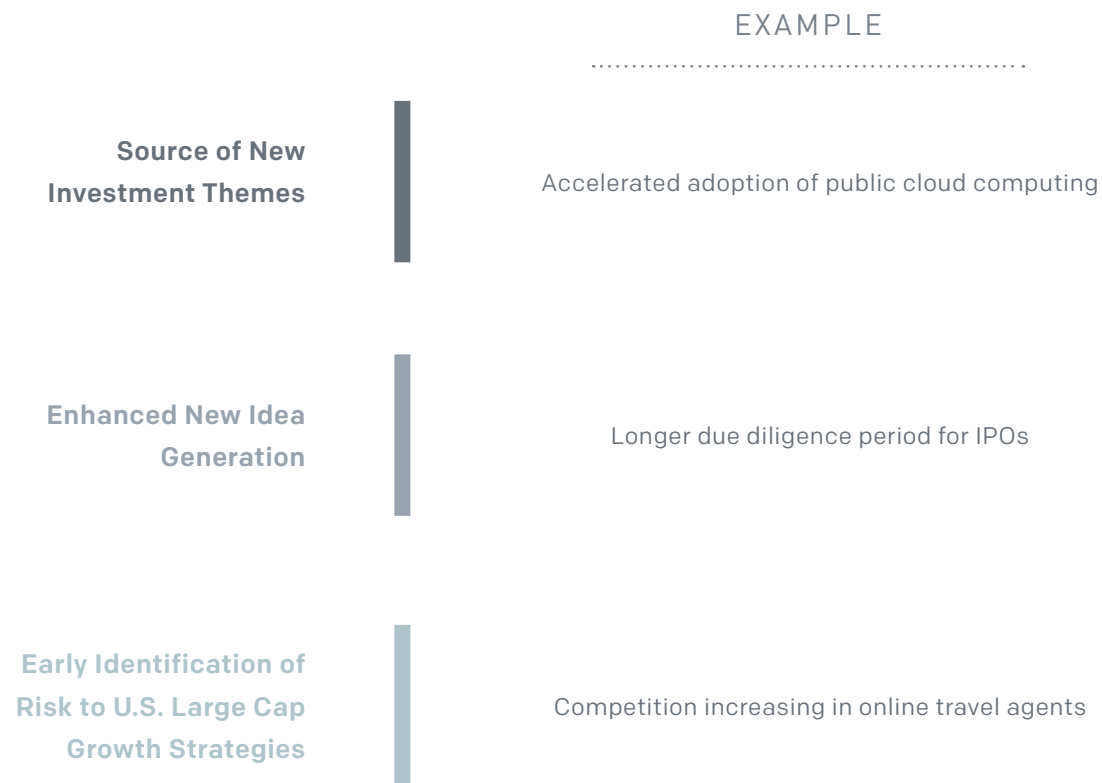 EXAMPLE
Source of New
Investment Themes
Accelerated adoption of public cloud computing
Enhanced New Idea
Generation
Longer due diligence period for IPOs
Early Identification of
Risk to U.S. Large Cap
Growth Strategies
Competition increasing in online travel agents